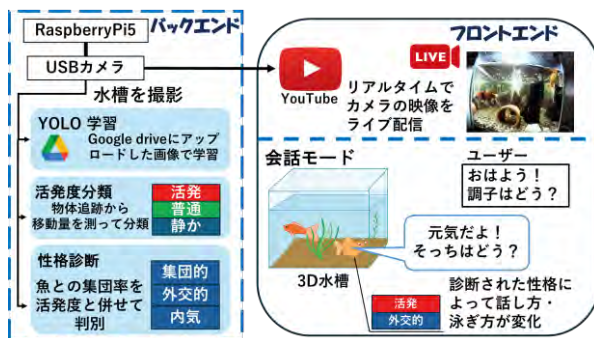 RaspberryPi5
バックエンド
USBカメラ
水槽を撮影
YOLO 学習
Google driveにアップ
ロードした画像で学習
活発度分類
物体追跡から
移動量を測って分類
活発
普通
静か
性格診断
魚との集団率を
活発度と併せて
判別
集団的
外交的
内気
フロントエンド
LIVE
YouTube
リアルタイムで
カメラの映像を
ライブ配信
会話モード
ユーザー
おはよう！
調子はどう？
元気だよ！
そっちはどう？
3D水槽
活発
外交的
診断された性格に
よって話し方・
泳ぎ方が変化